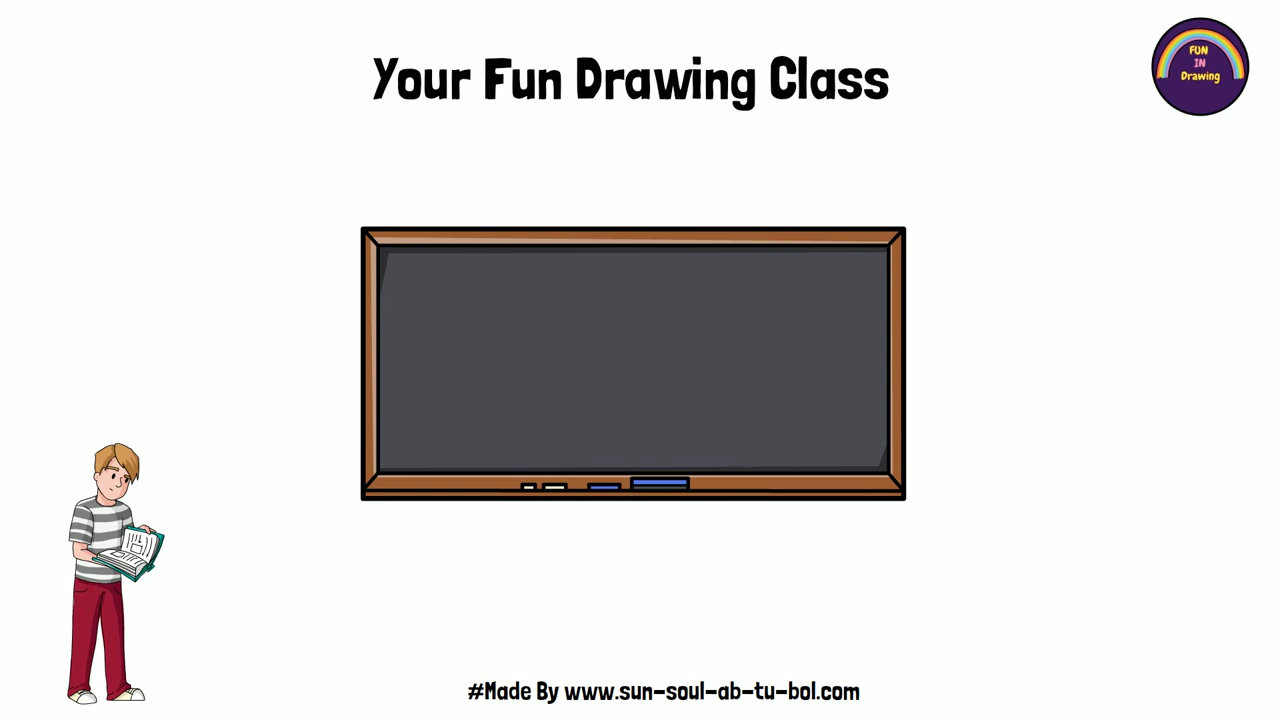 Your Fun Drawing Class
FUN
IN
Drawing
#Made By www.sun-soul-ab-tu-bol.com